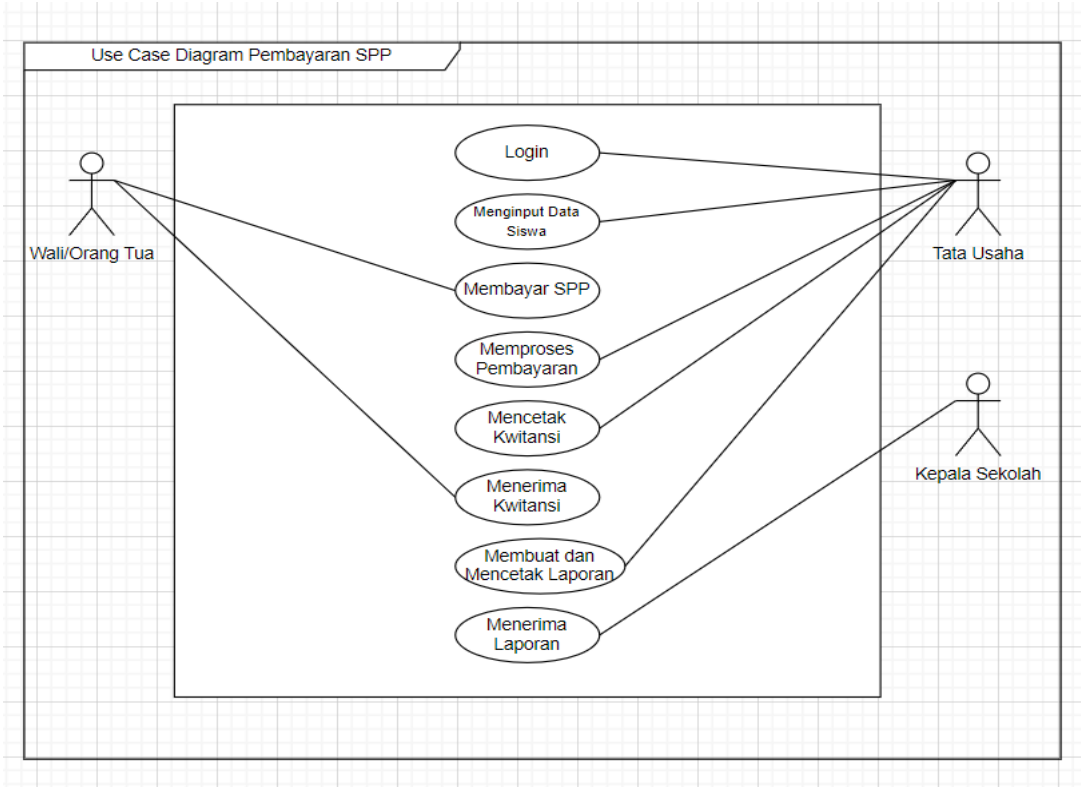 Use Case Diagram Pembayaran SPP
Login
Menginput Data
Siswa
Wali/Orang Tua
Tata Usaha
Membayar SPP
Memproses
Pembayaran
Mencetak
Kwitansi
Kepala Sekolah
Menerima
Kwitansi
Membuat dan
Mencetak Laporan
Menerima
Laporan